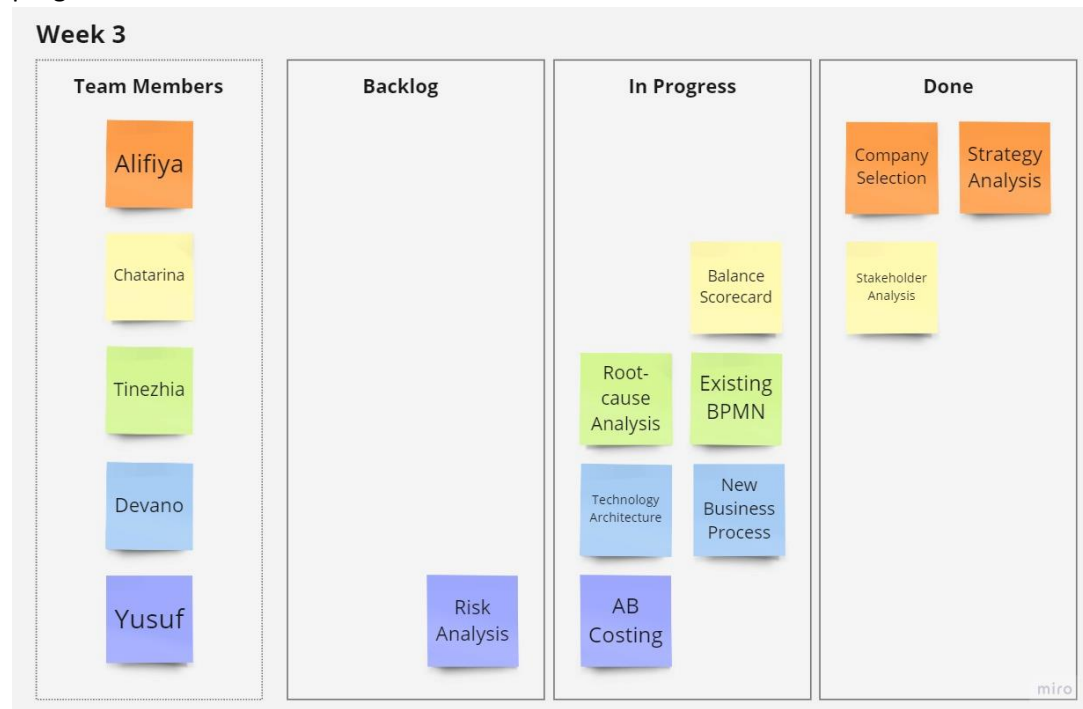 Week 3
Team Members
Backlog
In Progress
Done
Alifiya
Company
Selection
Strategy
Analysis
Chatarina
Balance
Scorecard
Stakeholder
Analysis
Tinezhia
Root-
cause
Analysis
Existing
BPMN
Devano
Technology
Architecture
New
Business
Process
Yusuf
Risk
Analysis
AB
Costing
miro